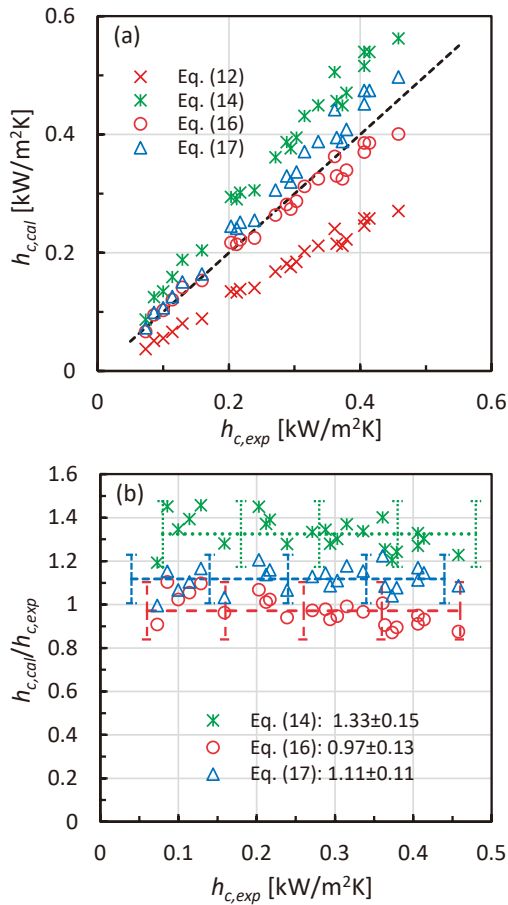 (a)
0.6
0.4
0.2
0
h_c,cal [kW/m²K]
Eq. (12)
Eq. (14)
Eq. (16)
Eq. (17)
0 0.2 0.4 0.6
h_c,exp [kW/m²K]
(b)
1.6
1.4
1.2
1
0.8
0.6
0.4
0.2
0
h_c,cal/h_c,exp
Eq. (14): 1.33±0.15
Eq. (16): 0.97±0.13
Eq. (17): 1.11±0.11
0 0.1 0.2 0.3 0.4 0.5
h_c,exp [kW/m²K]